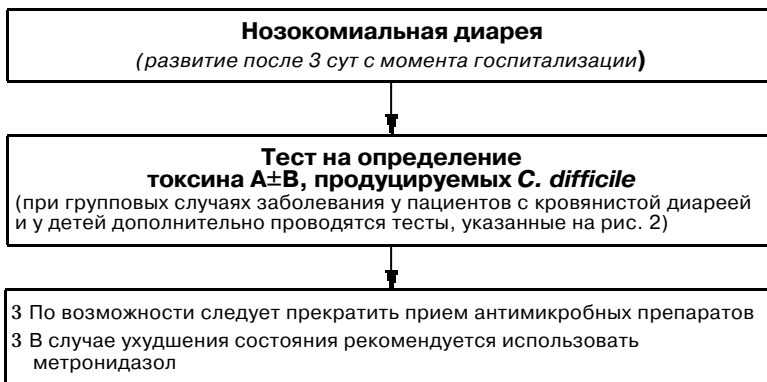 Нозокомиальная диарея
(развитие после 3 сут с момента госпитализации)
Тест на определение
токсина А±В, продуцируемых C. difficile
(при групповых случаях заболевания у пациентов с кровянистой диареей
и у детей дополнительно проводятся тесты, указанные на рис. 2)
3 По возможности следует прекратить прием антимикробных препаратов
3 В случае ухудшения состояния рекомендуется использовать
метронидазол